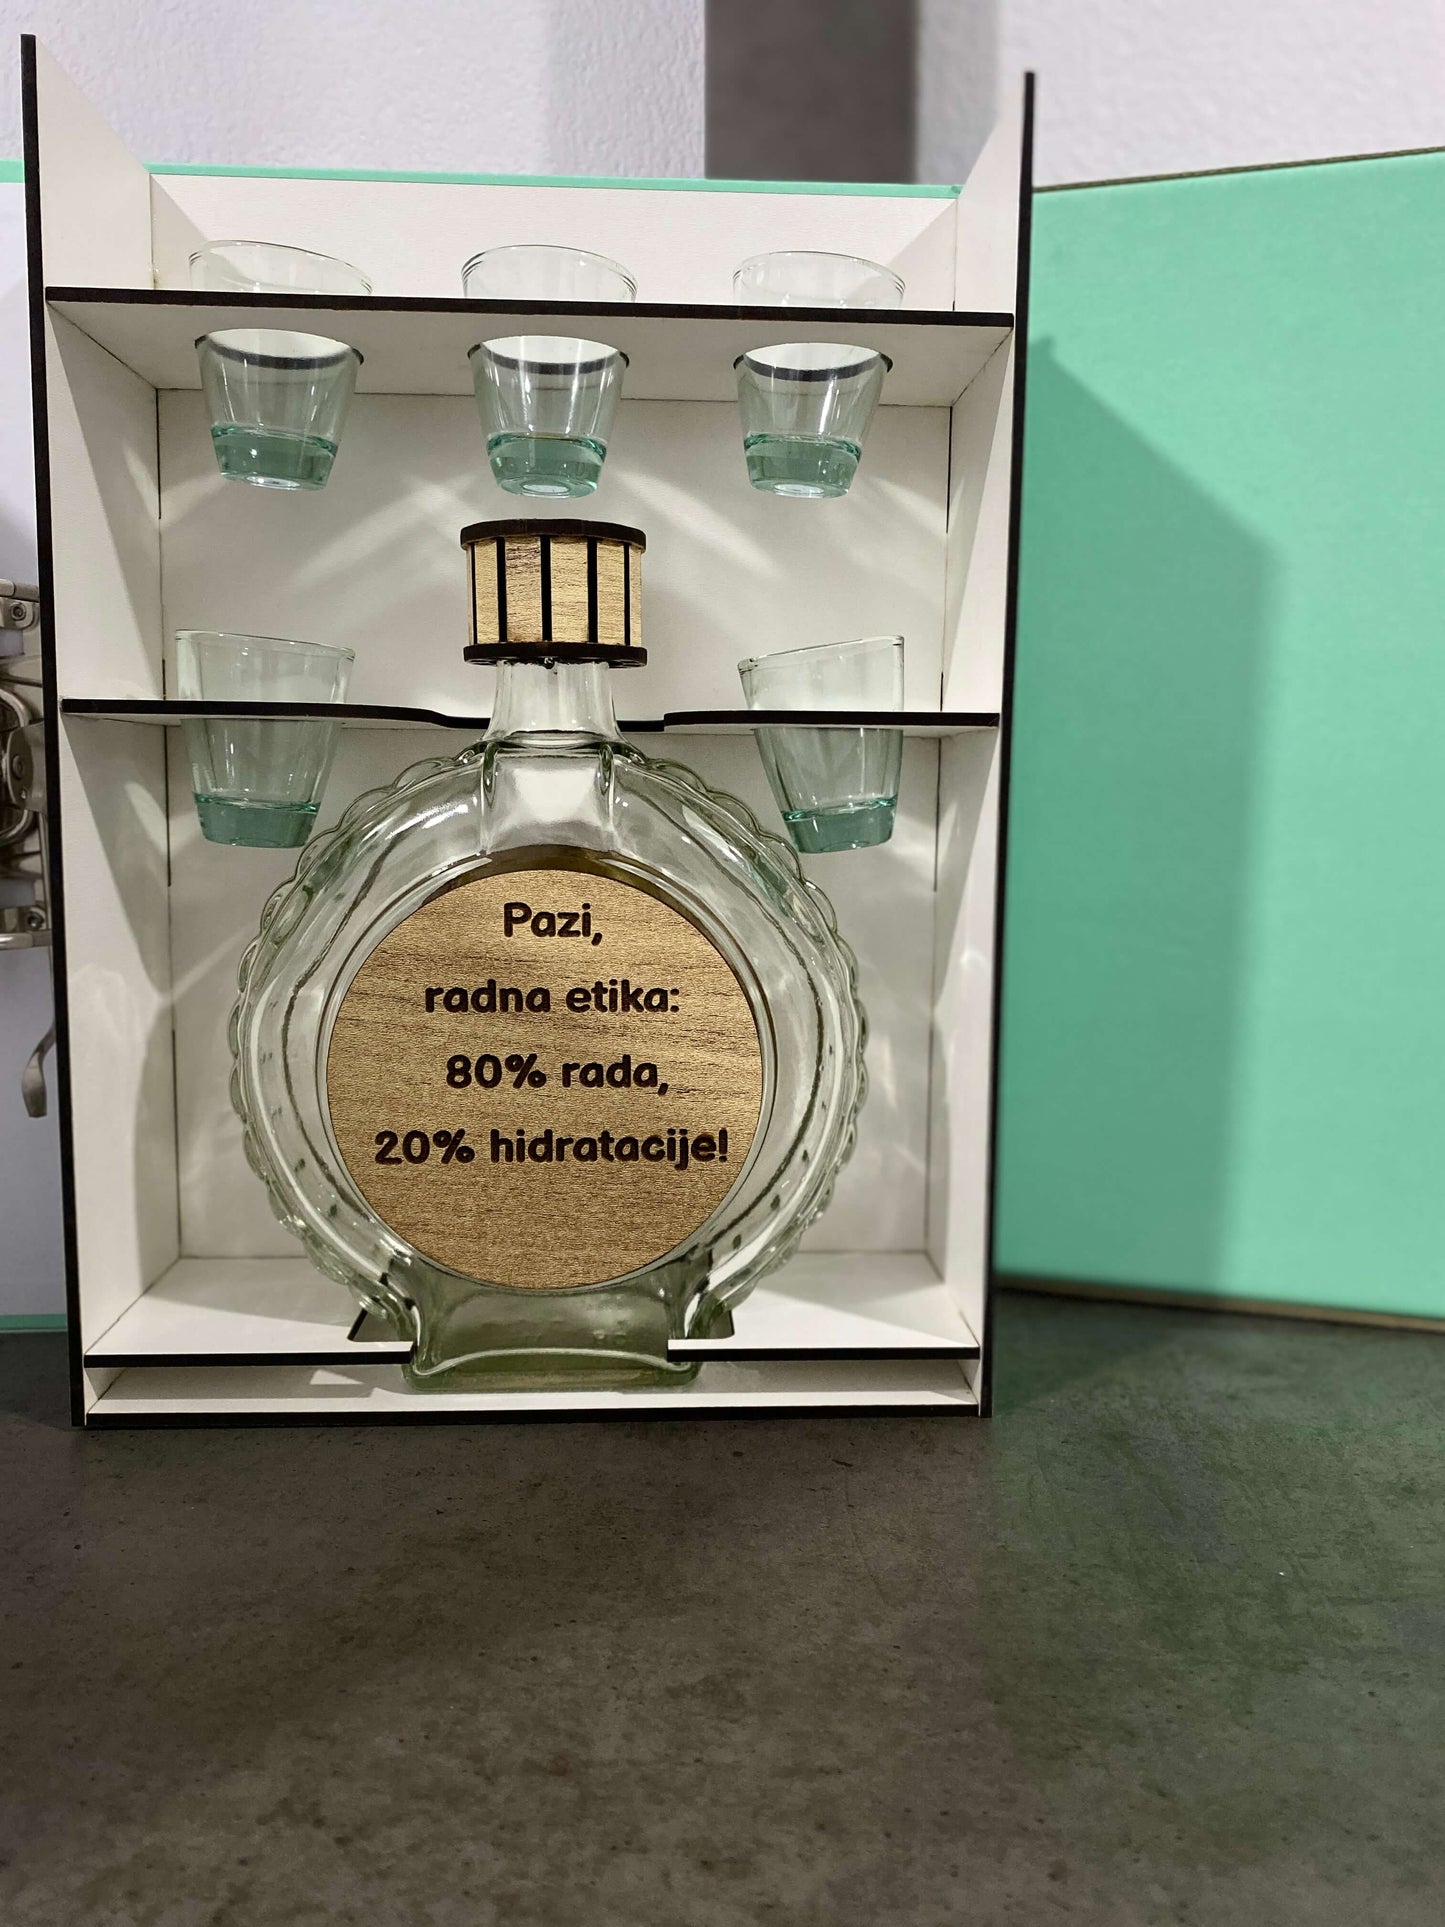 Pazi,
radna etika:
80% rada,
20% hidratacije!